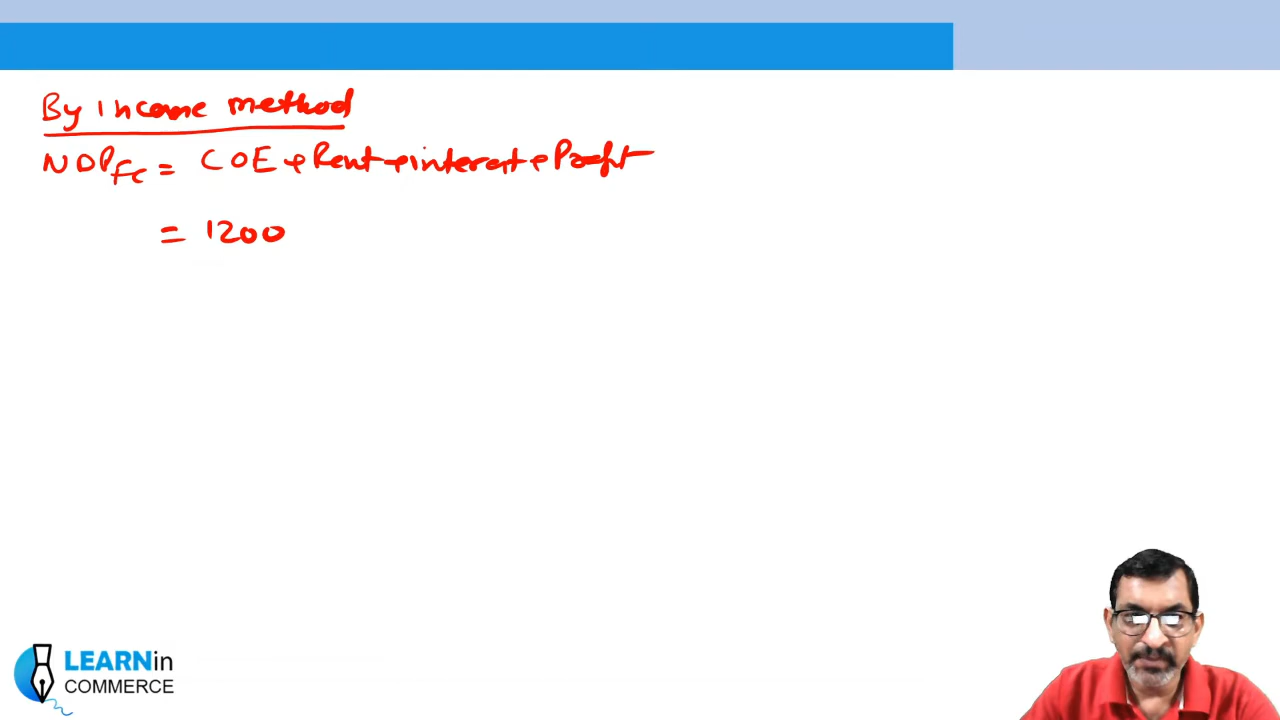 By income method
NDPFC = COE + Rent + interest + Profit
= 1200
LEARNin
COMMERCE